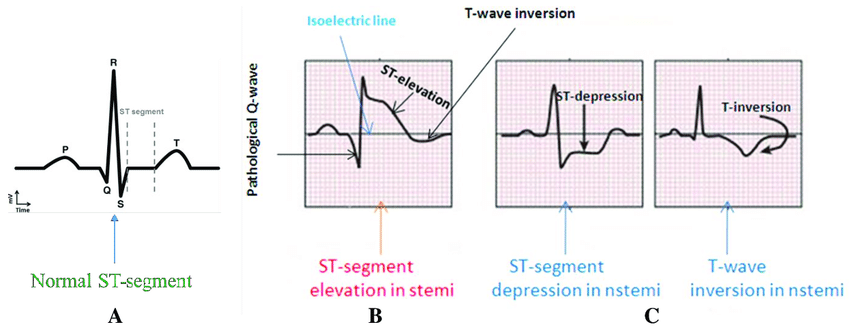 R
ST segment
P
T
Q
S
mV
Time
Normal ST-segment
A
Isoelectric line
T-wave inversion
Pathological Q-wave
ST-elevation
ST-segment
elevation in stemi
B
ST-depression
T-inversion
ST-segment
depression in nstemi
T-wave
inversion in nstemi
C